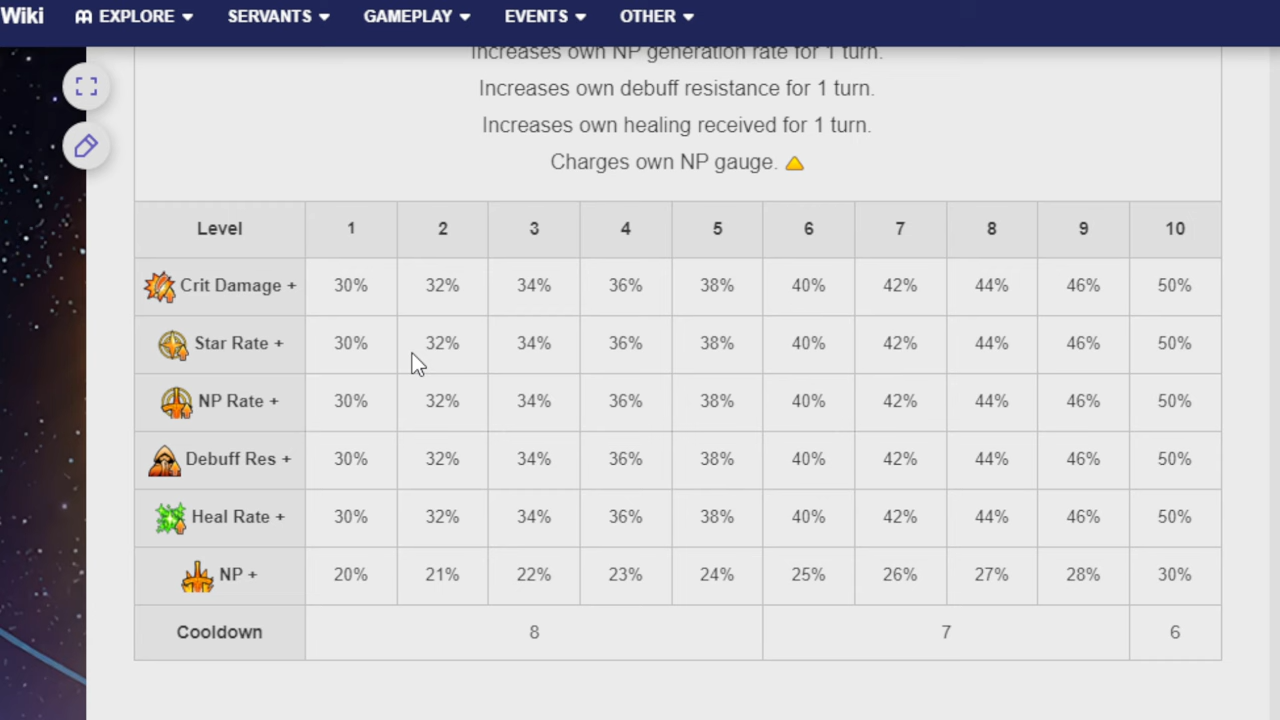 Wiki EXPLORE SERVANTS GAMEPLAY EVENTS OTHER
Increases own NP generation rate for 1 turn.
Increases own debuff resistance for 1 turn.
Increases own healing received for 1 turn.
Charges own NP gauge.
Level 1 2 3 4 5 6 7 8 9 10
Crit Damage + 30% 32% 34% 36% 38% 40% 42% 44% 46% 50%
Star Rate + 30% 32% 34% 36% 38% 40% 42% 44% 46% 50%
NP Rate + 30% 32% 34% 36% 38% 40% 42% 44% 46% 50%
Debuff Res + 30% 32% 34% 36% 38% 40% 42% 44% 46% 50%
Heal Rate + 30% 32% 34% 36% 38% 40% 42% 44% 46% 50%
NP + 20% 21% 22% 23% 24% 25% 26% 27% 28% 30%
Cooldown 8 7 6